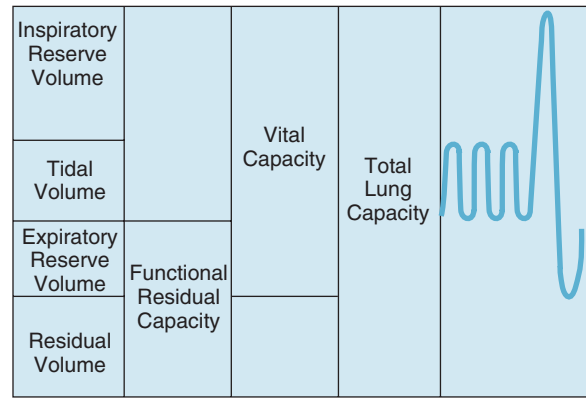 Inspiratory
Reserve
Volume
Tidal
Volume
Expiratory
Reserve
Volume
Residual
Volume
Functional
Residual
Capacity
Vital
Capacity
Total
Lung
Capacity